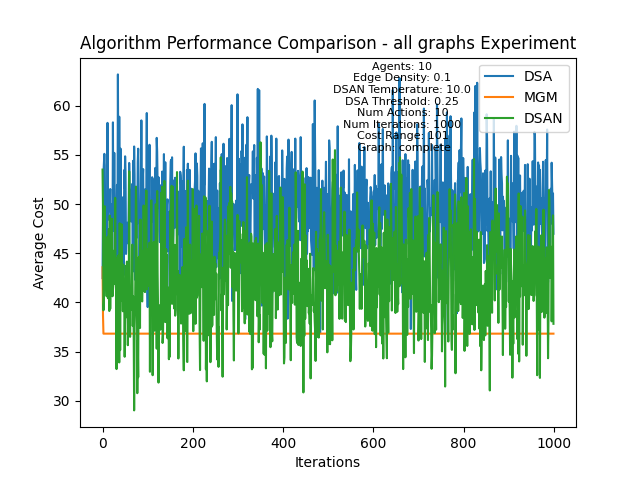 Algorithm Performance Comparison - all graphs Experiment
Agents: 10
Edge Density: 0.1
DSAN Temperature: 10.0
DSA Threshold: 0.25
Num Actions: 10
Num Iterations: 1000
Cost Range: 101
Graph: complete
DSA
MGM
DSAN
Average Cost
60
55
50
45
40
35
30
0
200
400
600
800
1000
Iterations